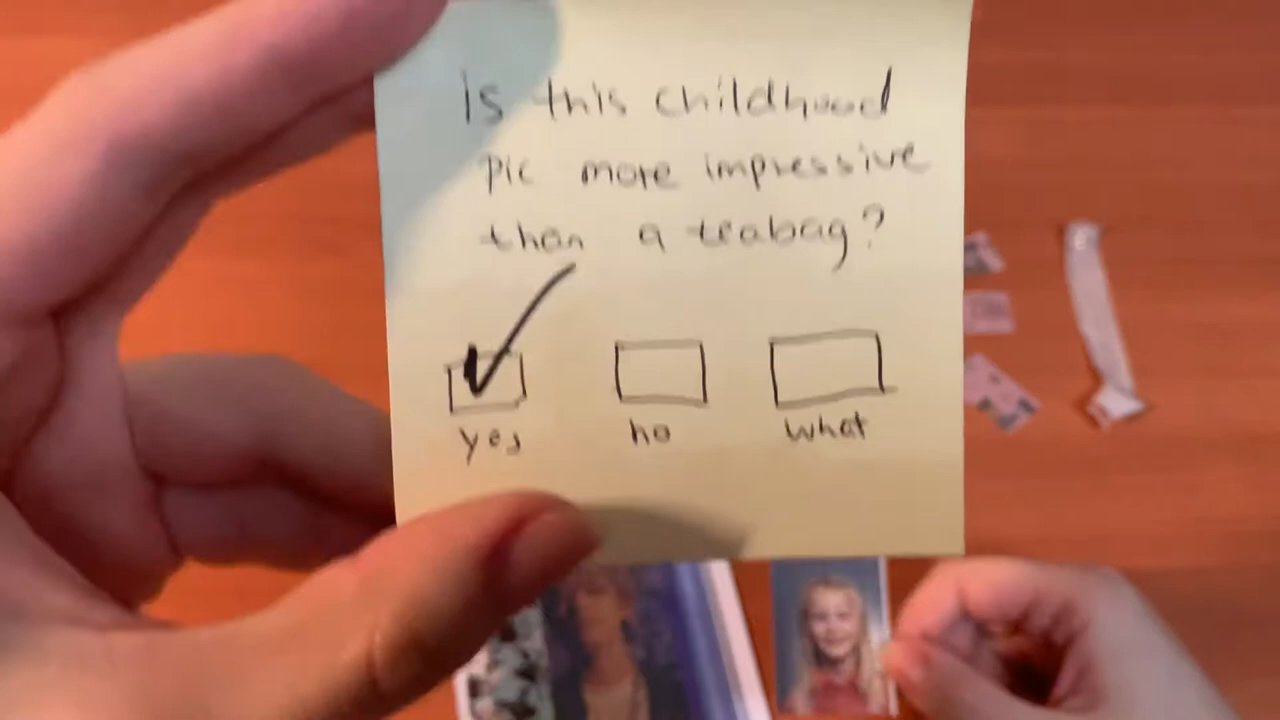 Is this childhood
pic more impressive
than a teabag?
yes no what